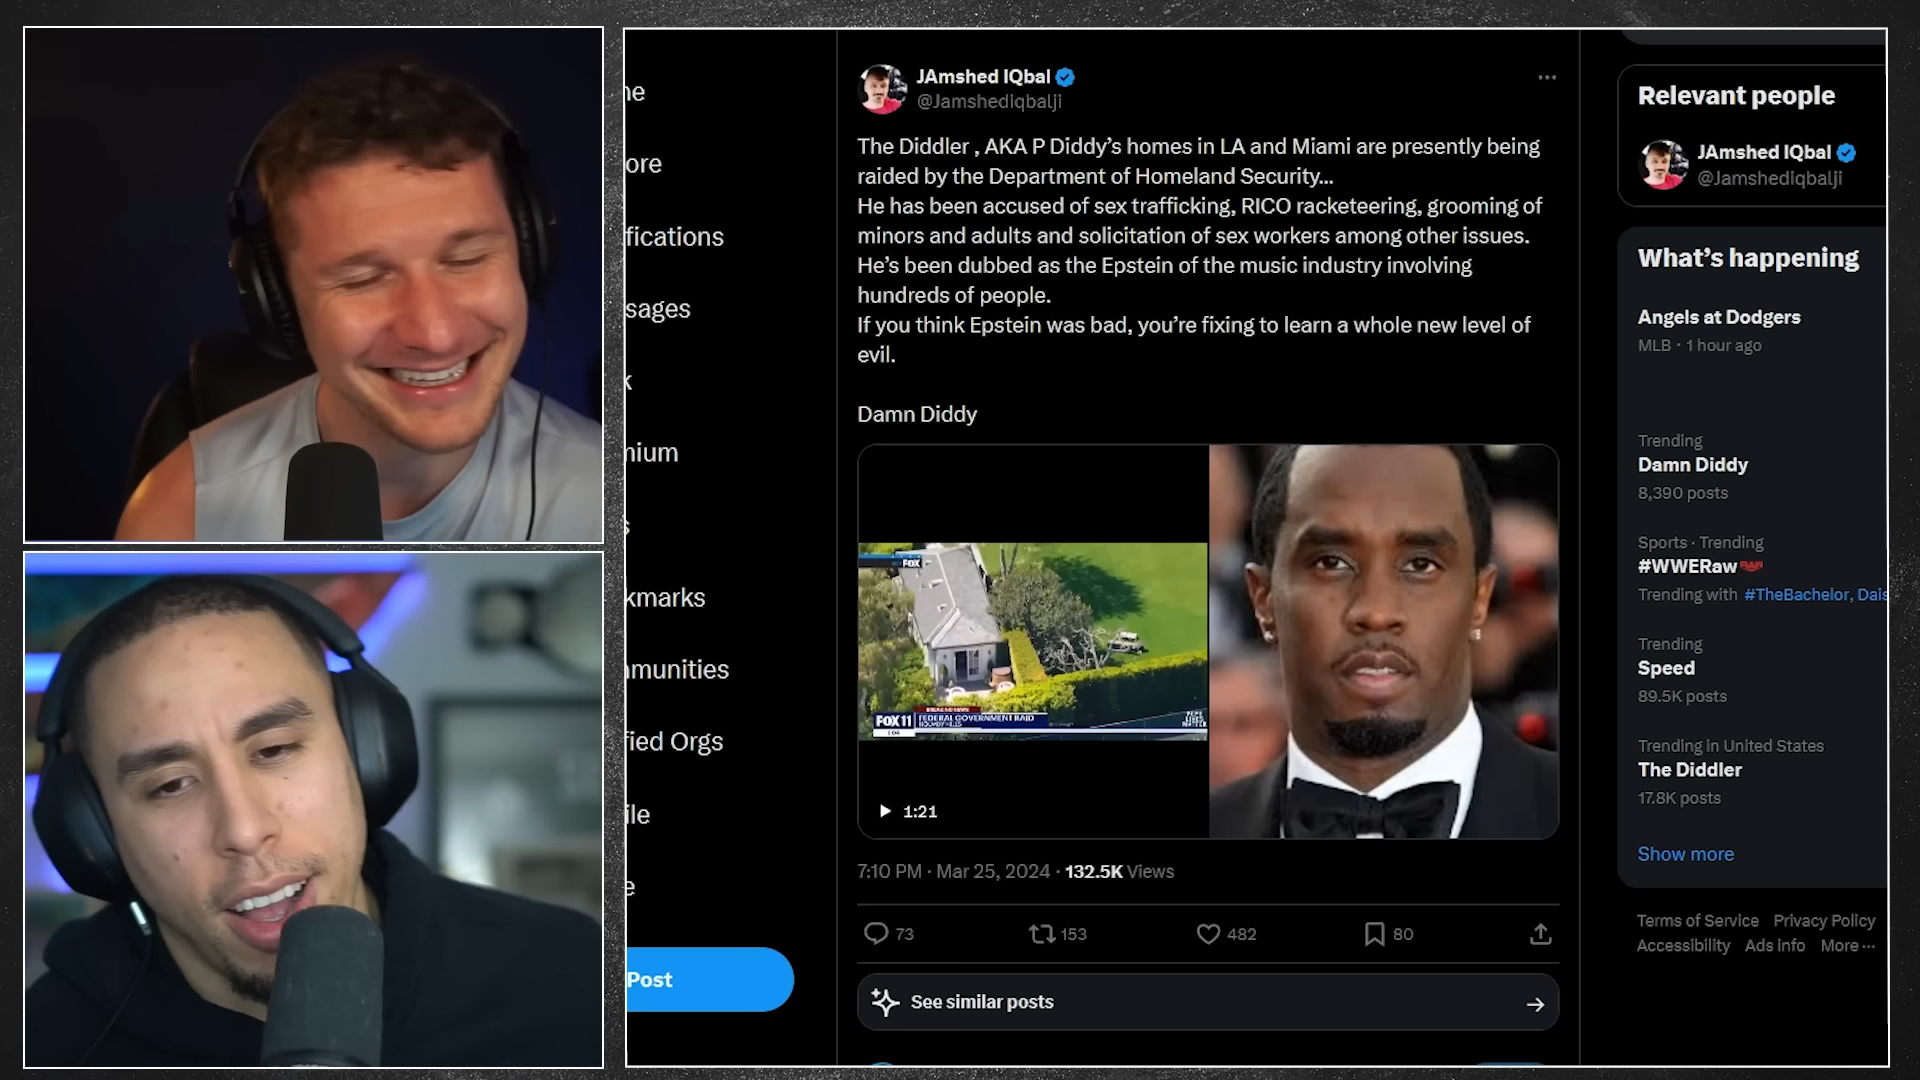 JAmshed IQbal
@Jamshediqbalji
The Diddler , AKA P Diddy's homes in LA and Miami are presently being
raided by the Department of Homeland Security...
He has been accused of sex trafficking, RICO racketeering, grooming of
minors and adults and solicitation of sex workers among other issues.
He's been dubbed as the Epstein of the music industry involving
hundreds of people.
If you think Epstein was bad, you're fixing to learn a whole new level of
evil.
Damn Diddy
FOX
BREAKING NEWS
FOX 11 FEDERAL GOVERNMENT RAID
HOLMBY HILLS
1:21
7:10 PM · Mar 25, 2024 · 132.5K Views
73 153 482 80
See similar posts
ne
ore
fications
sages
k
nium
s
kmarks
nmunities
fied Orgs
ile
e
Post
Relevant people
JAmshed IQbal
@Jamshediqbalji
What's happening
Angels at Dodgers
MLB · 1 hour ago
Trending
Damn Diddy
8,390 posts
Sports · Trending
#WWERaw
Trending with #TheBachelor, Dais
Trending
Speed
89.5K posts
Trending in United States
The Diddler
17.8K posts
Show more
Terms of Service Privacy Policy
Accessibility Ads info More ...